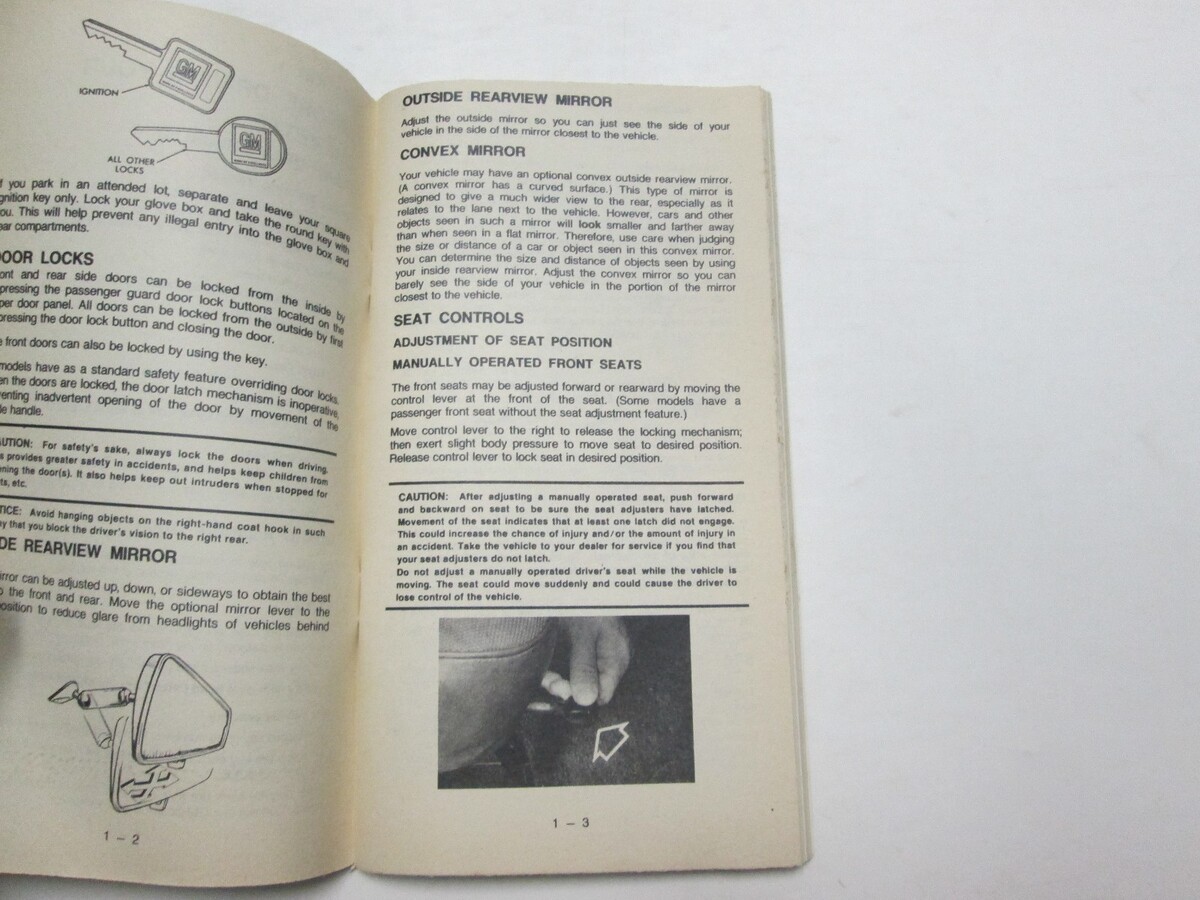 GM
IGNITION
GM
ALL OTHER
LOCKS
f you park in an attended lot, separate and leave your square
gnition key only. Lock your glove box and take the round key with
ou. This will help prevent any illegal entry into the glove box and
ear compartments.
DOOR LOCKS
ont and rear side doors can be locked from the inside by
pressing the passenger guard door lock buttons located on the
per door panel. All doors can be locked from the outside by first
pressing the door lock button and closing the door.
e front doors can also be locked by using the key.
models have as a standard safety feature overriding door locks.
en the doors are locked, the door latch mechanism is inoperative,
venting inadvertent opening of the door by movement of the
de handle.
UTION: For safety's sake, always lock the doors when driving.
s provides greater safety in accidents, and helps keep children from
ening the door(s). It also helps keep out intruders when stopped for
ts, etc.
TICE: Avoid hanging objects on the right-hand coat hook in such
ay that you block the driver's vision to the right rear.
DE REARVIEW MIRROR
irror can be adjusted up, down, or sideways to obtain the best
o the front and rear. Move the optional mirror lever to the
position to reduce glare from headlights of vehicles behind
1 – 2
OUTSIDE REARVIEW MIRROR
Adjust the outside mirror so you can just see the side of your
vehicle in the side of the mirror closest to the vehicle.
CONVEX MIRROR
Your vehicle may have an optional convex outside rearview mirror.
(A convex mirror has a curved surface.) This type of mirror is
designed to give a much wider view to the rear, especially as it
relates to the lane next to the vehicle. However, cars and other
objects seen in such a mirror will look smaller and farther away
than when seen in a flat mirror. Therefore, use care when judging
the size or distance of a car or object seen in this convex mirror.
You can determine the size and distance of objects seen by using
your inside rearview mirror. Adjust the convex mirror so you can
barely see the side of your vehicle in the portion of the mirror
closest to the vehicle.
SEAT CONTROLS
ADJUSTMENT OF SEAT POSITION
MANUALLY OPERATED FRONT SEATS
The front seats may be adjusted forward or rearward by moving the
control lever at the front of the seat. (Some models have a
passenger front seat without the seat adjustment feature.)
Move control lever to the right to release the locking mechanism;
then exert slight body pressure to move seat to desired position.
Release control lever to lock seat in desired position.
CAUTION: After adjusting a manually operated seat, push forward
and backward on seat to be sure the seat adjusters have latched.
Movement of the seat indicates that at least one latch did not engage.
This could increase the chance of injury and/or the amount of injury in
an accident. Take the vehicle to your dealer for service if you find that
your seat adjusters do not latch.
Do not adjust a manually operated driver's seat while the vehicle is
moving. The seat could move suddenly and could cause the driver to
lose control of the vehicle.
1 – 3